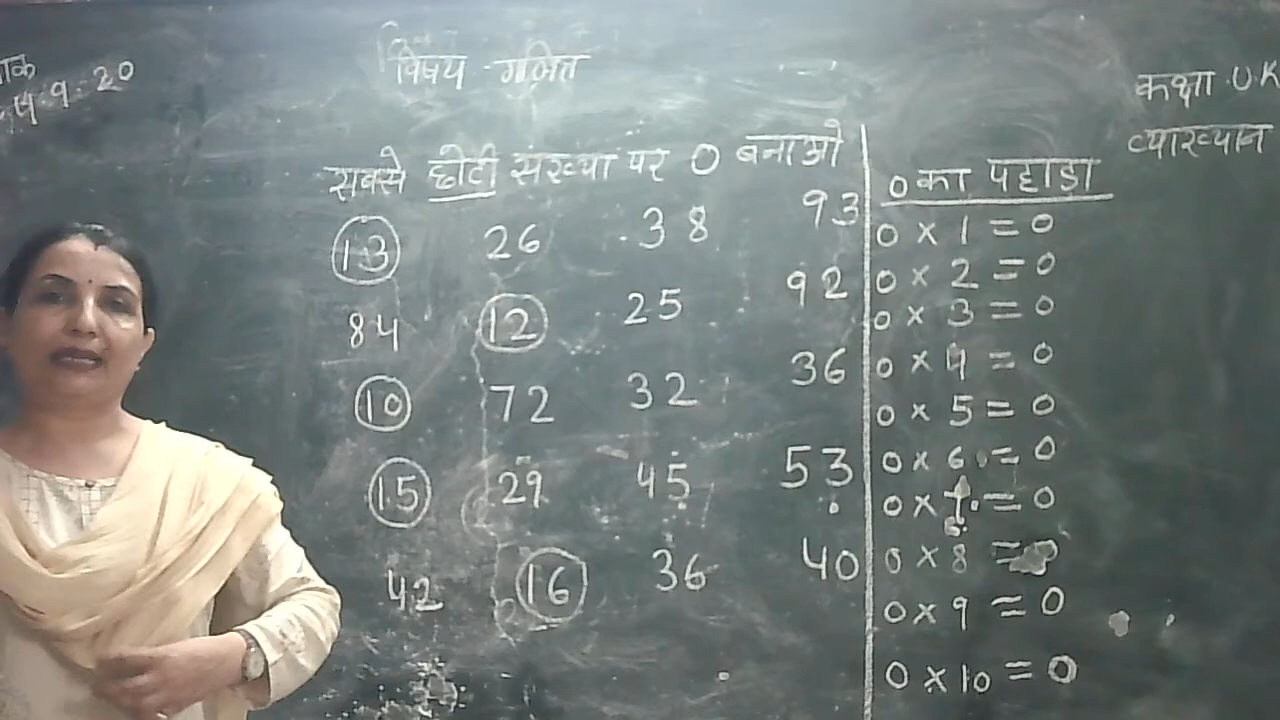 विषय गणित
9 20
कक्षा U.K
व्याख्यान
सबसे छोटी संख्या पर 0 बनाओ
13 26 38 93
84 12 25 92
10 72 32 36
15 29 45 53
42 16 36 40
0 का पहाड़ा
0 × 1 = 0
0 × 2 = 0
0 × 3 = 0
0 × 4 = 0
0 × 5 = 0
0 × 6 = 0
0 × 7 = 0
0 × 8 = 0
0 × 9 = 0
0 × 10 = 0